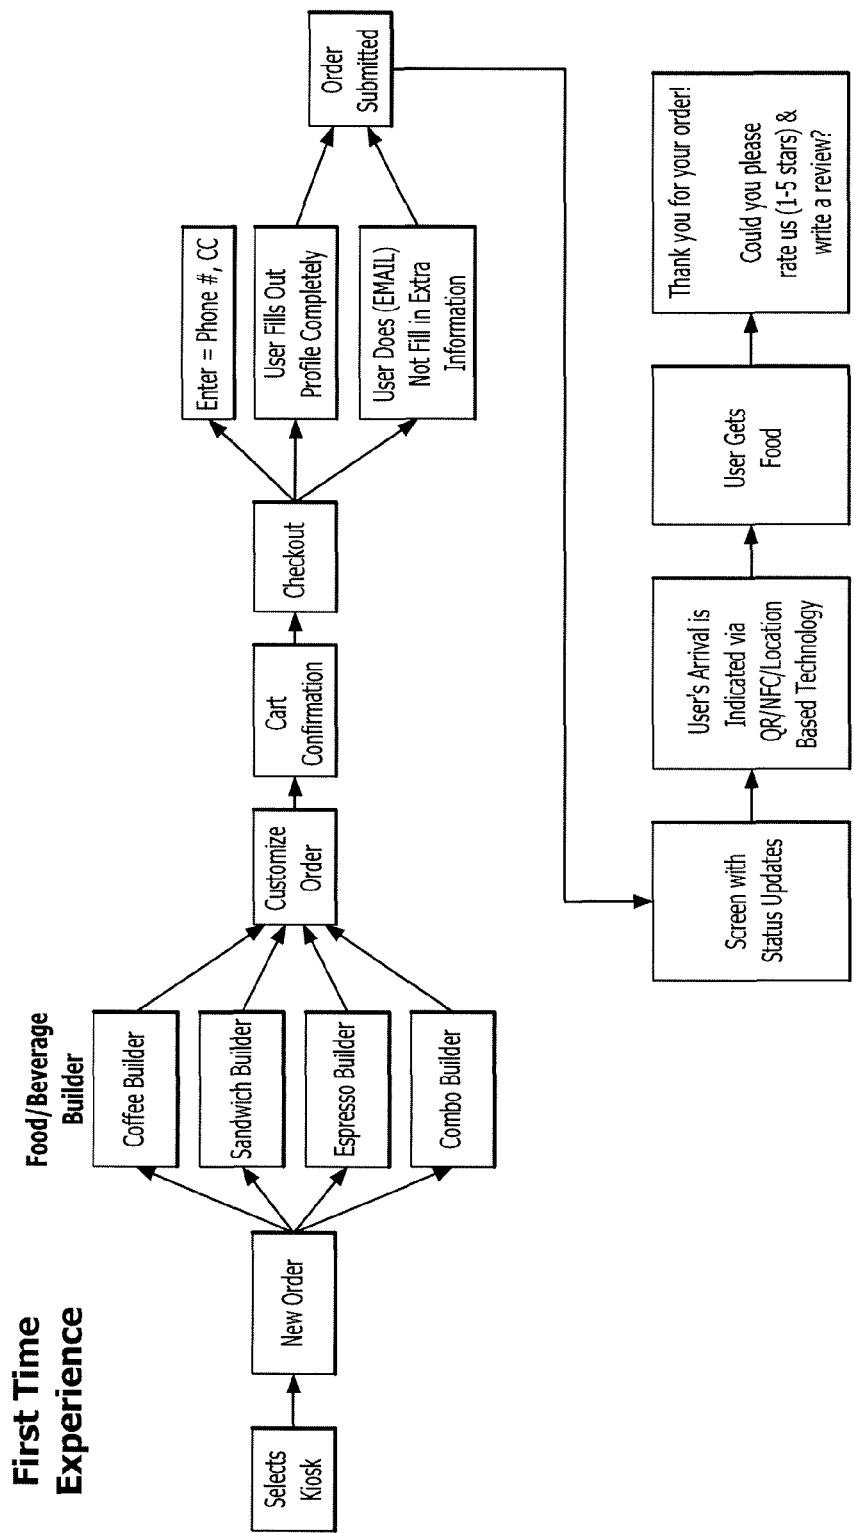 First Time
Experience
Selects
Kiosk
New Order
Food/Beverage
Builder
Coffee Builder
Sandwich Builder
Espresso Builder
Combo Builder
Customize
Order
Cart
Confirmation
Checkout
Enter = Phone #, CC
User Fills Out
Profile Completely
User Does (EMAIL)
Not Fill in Extra
Information
Order
Submitted
Screen with
Status Updates
User's Arrival is
Indicated via
QR/NFC/Location
Based Technology
User Gets
Food
Thank you for your order!
Could you please
rate us (1-5 stars) &
write a review?